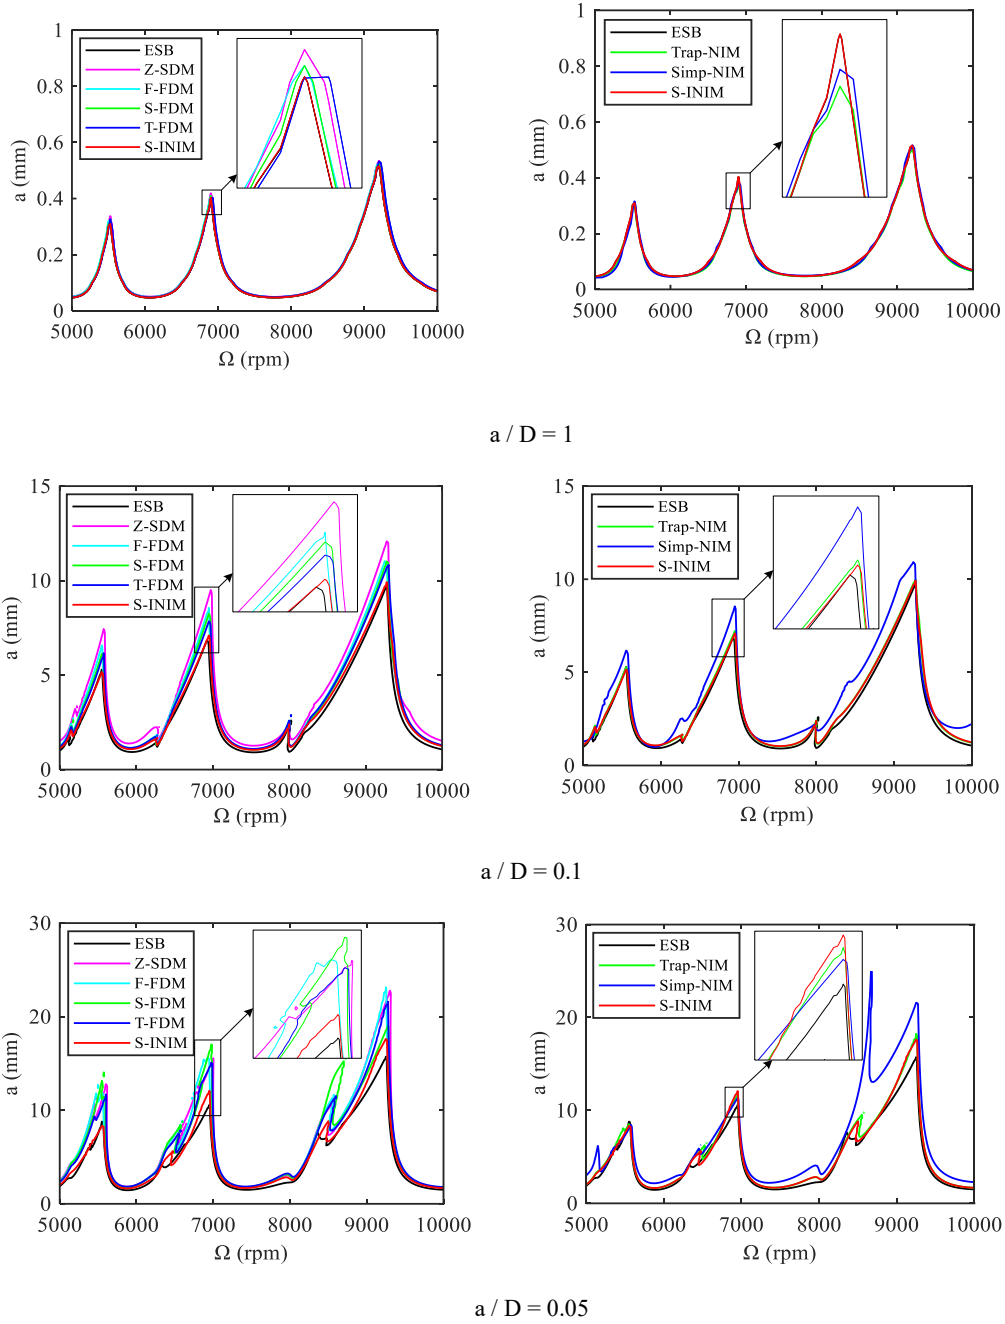 1
0.8
0.6
0.4
0.2
0
a (mm)
ESB
Z-SDM
F-FDM
S-FDM
T-FDM
S-INIM
5000 6000 7000 8000 9000 10000
Ω (rpm)
1
0.8
0.6
0.4
0.2
0
a (mm)
ESB
Trap-NIM
Simp-NIM
S-INIM
5000 6000 7000 8000 9000 10000
Ω (rpm)
a / D = 1
15
10
5
0
a (mm)
ESB
Z-SDM
F-FDM
S-FDM
T-FDM
S-INIM
5000 6000 7000 8000 9000 10000
Ω (rpm)
15
10
5
0
a (mm)
ESB
Trap-NIM
Simp-NIM
S-INIM
5000 6000 7000 8000 9000 10000
Ω (rpm)
a / D = 0.1
30
20
10
0
a (mm)
ESB
Z-SDM
F-FDM
S-FDM
T-FDM
S-INIM
5000 6000 7000 8000 9000 10000
Ω (rpm)
30
20
10
0
a (mm)
ESB
Trap-NIM
Simp-NIM
S-INIM
5000 6000 7000 8000 9000 10000
Ω (rpm)
a / D = 0.05